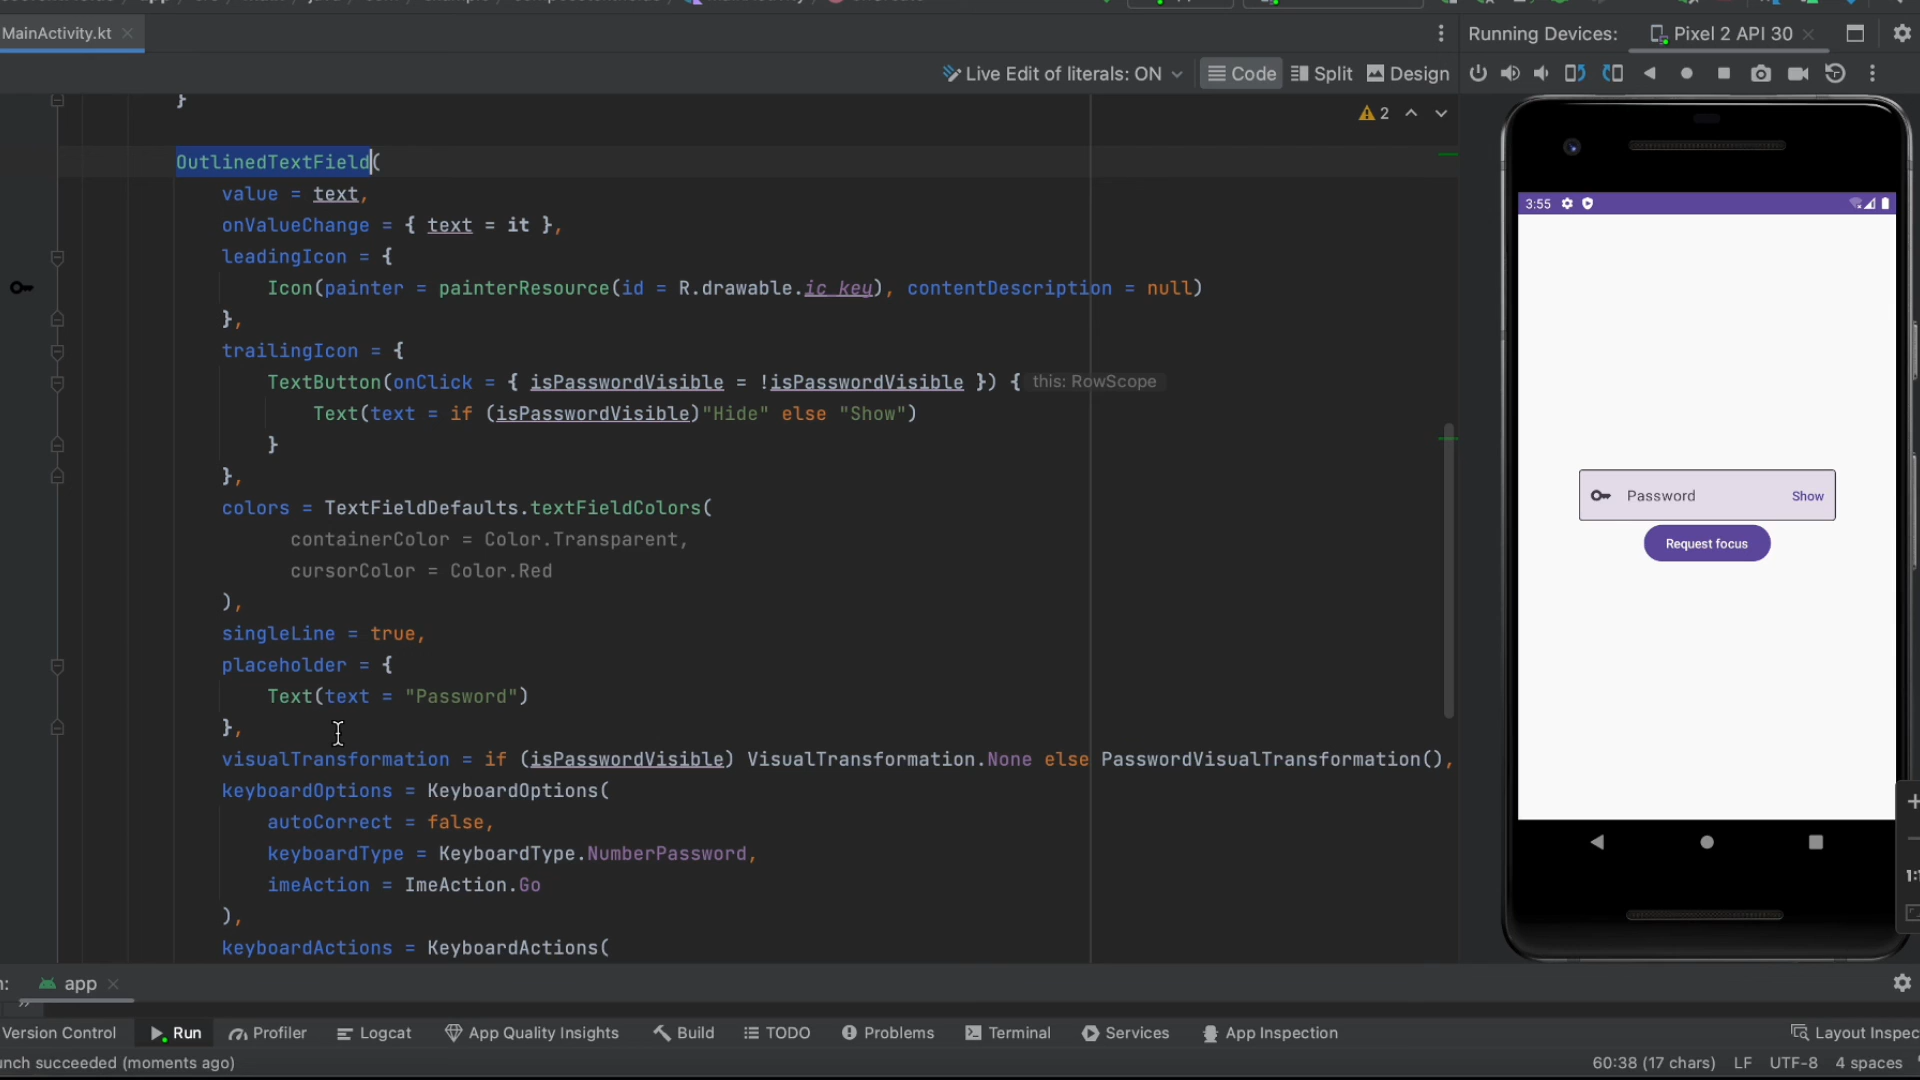 MainActivity.kt
Running Devices:
Pixel 2 API 30
Live Edit of literals: ON
Code
Split
Design
}
2
OutlinedTextField(
value = text,
onValueChange = { text = it },
leadingIcon = {
Icon(painter = painterResource(id = R.drawable.ic_key), contentDescription = null)
},
trailingIcon = {
TextButton(onClick = { isPasswordVisible = !isPasswordVisible }) { this: RowScope
Text(text = if (isPasswordVisible)"Hide" else "Show")
}
},
colors = TextFieldDefaults.textFieldColors(
containerColor = Color.Transparent,
cursorColor = Color.Red
),
singleLine = true,
placeholder = {
Text(text = "Password")
},
visualTransformation = if (isPasswordVisible) VisualTransformation.None else PasswordVisualTransformation(),
keyboardOptions = KeyboardOptions(
autoCorrect = false,
keyboardType = KeyboardType.NumberPassword,
imeAction = ImeAction.Go
),
keyboardActions = KeyboardActions(
3:55
Password
Show
Request focus
1:1
app
Version Control
Run
Profiler
Logcat
App Quality Insights
Build
TODO
Problems
Terminal
Services
App Inspection
Layout Inspec
unch succeeded (moments ago)
60:38 (17 chars)
LF
UTF-8
4 spaces